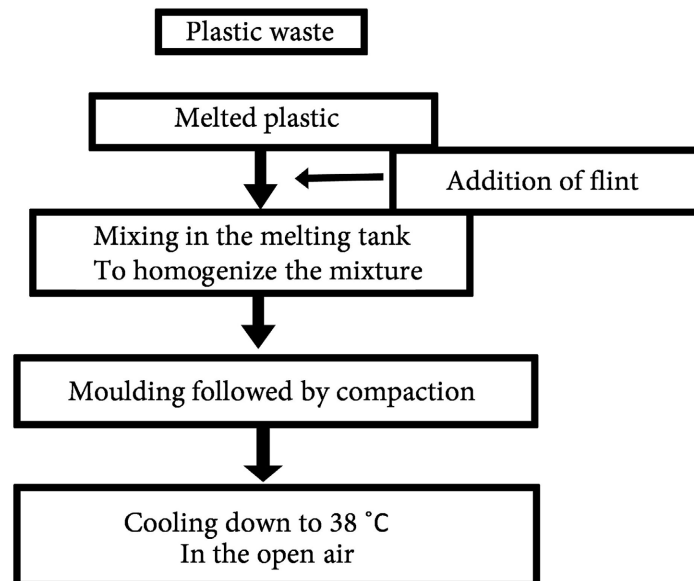 Plastic waste
Melted plastic
Addition of flint
Mixing in the melting tank
To homogenize the mixture
Moulding followed by compaction
Cooling down to 38 °C
In the open air